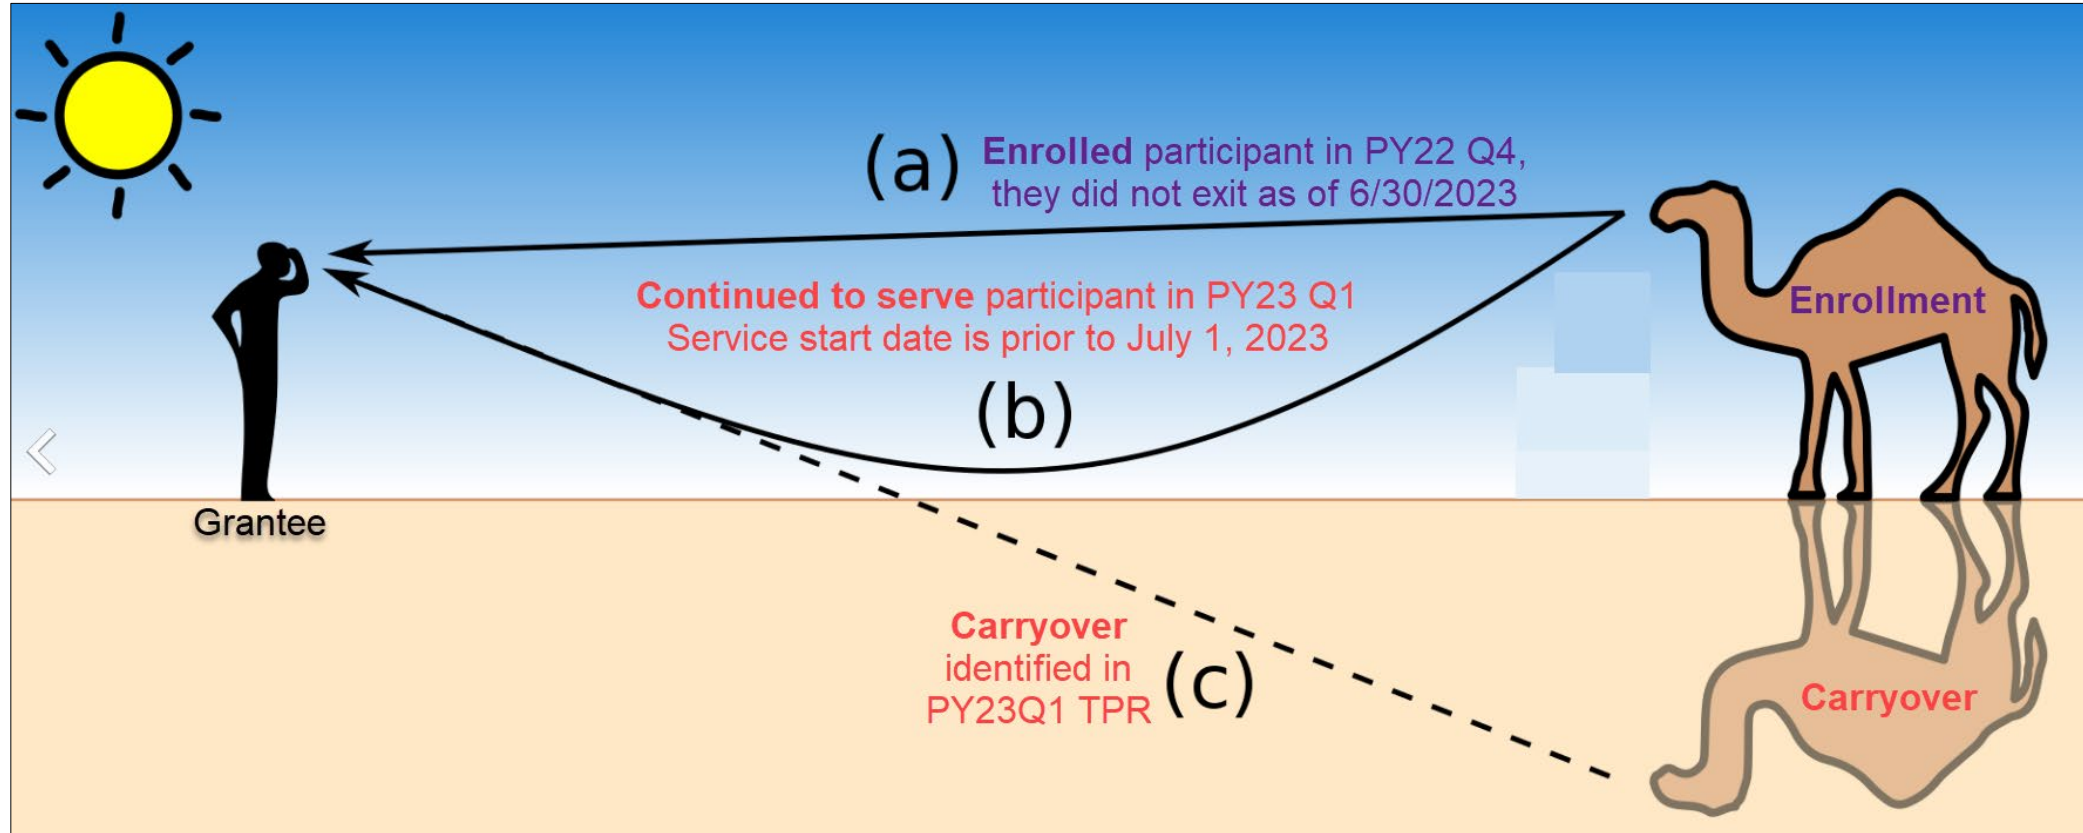 (a)
Enrolled participant in PY22 Q4,
they did not exit as of 6/30/2023
Continued to serve participant in PY23 Q1
Service start date is prior to July 1, 2023
Enrollment
(b)
Grantee
Carryover
identified in
PY23Q1 TPR
(c)
Carryover